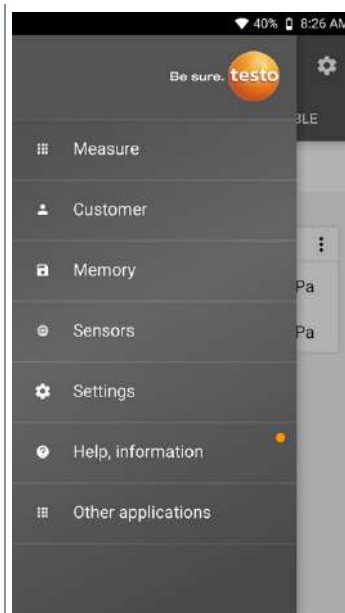 40% 8:26 AM
Be sure. testo
BLE
Measure
Customer
Memory
Pa
Sensors
Pa
Settings
Help, information
Other applications